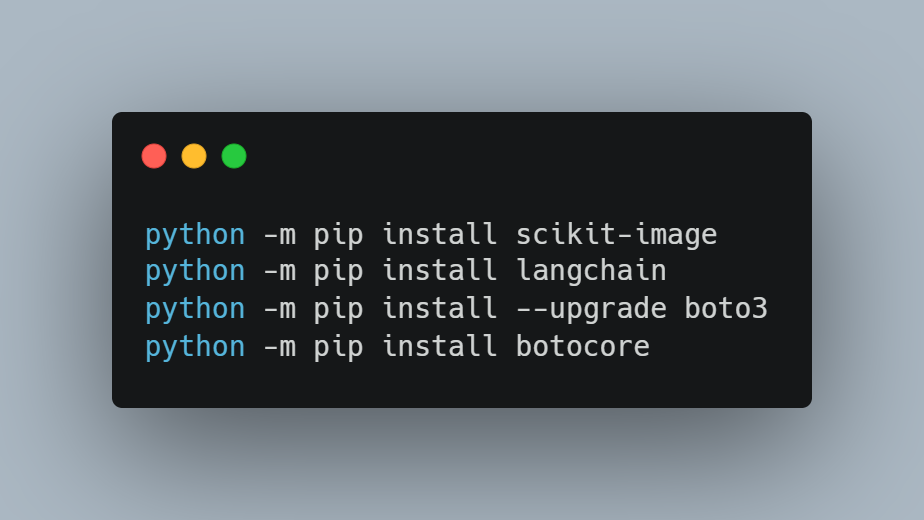 python -m pip install scikit-image
python -m pip install langchain
python -m pip install --upgrade boto3
python -m pip install botocore